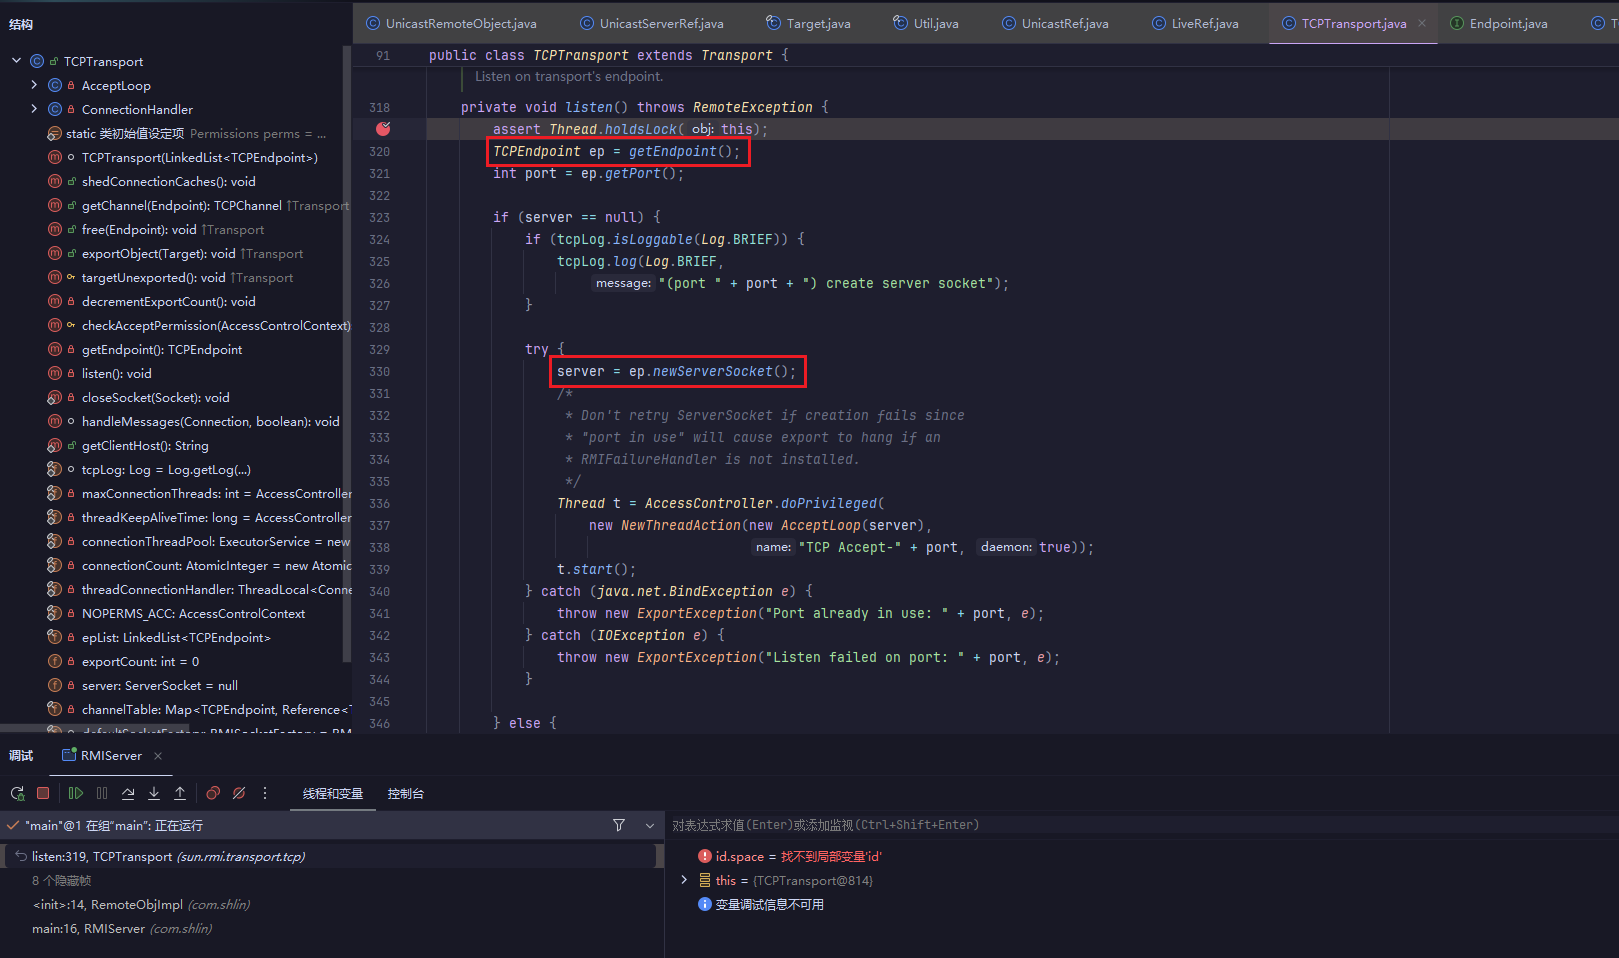 结构
UnicastRemoteObject.java
UnicastServerRef.java
Target.java
Util.java
UnicastRef.java
LiveRef.java
TCPTransport.java
Endpoint.java
TCPTransport
AcceptLoop
ConnectionHandler
static 类初始值设定项 Permissions perms = ...
TCPTransport(LinkedList<TCPEndpoint>)
shedConnectionCaches(): void
getChannel(Endpoint): TCPChannel ↑Transport
free(Endpoint): void ↑Transport
exportObject(Target): void ↑Transport
targetUnexported(): void ↑Transport
decrementExportCount(): void
checkAcceptPermission(AccessControlContext)
getEndpoint(): TCPEndpoint
listen(): void
closeSocket(Socket): void
handleMessages(Connection, boolean): void
getClientHost(): String
tcpLog: Log = Log.getLog(...)
maxConnectionThreads: int = AccessController
threadKeepAliveTime: long = AccessController
connectionThreadPool: ExecutorService = new
connectionCount: AtomicInteger = new Atomic
threadConnectionHandler: ThreadLocal<Conne
NOPERMS_ACC: AccessControlContext
epList: LinkedList<TCPEndpoint>
exportCount: int = 0
server: ServerSocket = null
channelTable: Map<TCPEndpoint, Reference<
91 public class TCPTransport extends Transport {
Listen on transport's endpoint.
318 private void listen() throws RemoteException {
assert Thread.holdsLock( obj: this);
320 TCPEndpoint ep = getEndpoint();
321 int port = ep.getPort();
322
323 if (server == null) {
324 if (tcpLog.isLoggable(Log.BRIEF)) {
325 tcpLog.log(Log.BRIEF,
326 message: "(port " + port + ") create server socket");
327 }
328
329 try {
330 server = ep.newServerSocket();
331 /*
332 * Don't retry ServerSocket if creation fails since
333 * "port in use" will cause export to hang if an
334 * RMIFailureHandler is not installed.
335 */
336 Thread t = AccessController.doPrivileged(
337 new NewThreadAction(new AcceptLoop(server),
338 name: "TCP Accept-" + port, daemon: true));
339 t.start();
340 } catch (java.net.BindException e) {
341 throw new ExportException("Port already in use: " + port, e);
342 } catch (IOException e) {
343 throw new ExportException("Listen failed on port: " + port, e);
344 }
345
346 } else {
调试
RMIServer
线程和变量
控制台
"main"@1 在组"main": 正在运行
listen:319, TCPTransport (sun.rmi.transport.tcp)
8 个隐藏帧
<init>:14, RemoteObjImpl (com.shlin)
main:16, RMIServer (com.shlin)
对表达式求值(Enter)或添加监视(Ctrl+Shift+Enter)
id.space = 找不到局部变量'id'
this = {TCPTransport@814}
变量调试信息不可用